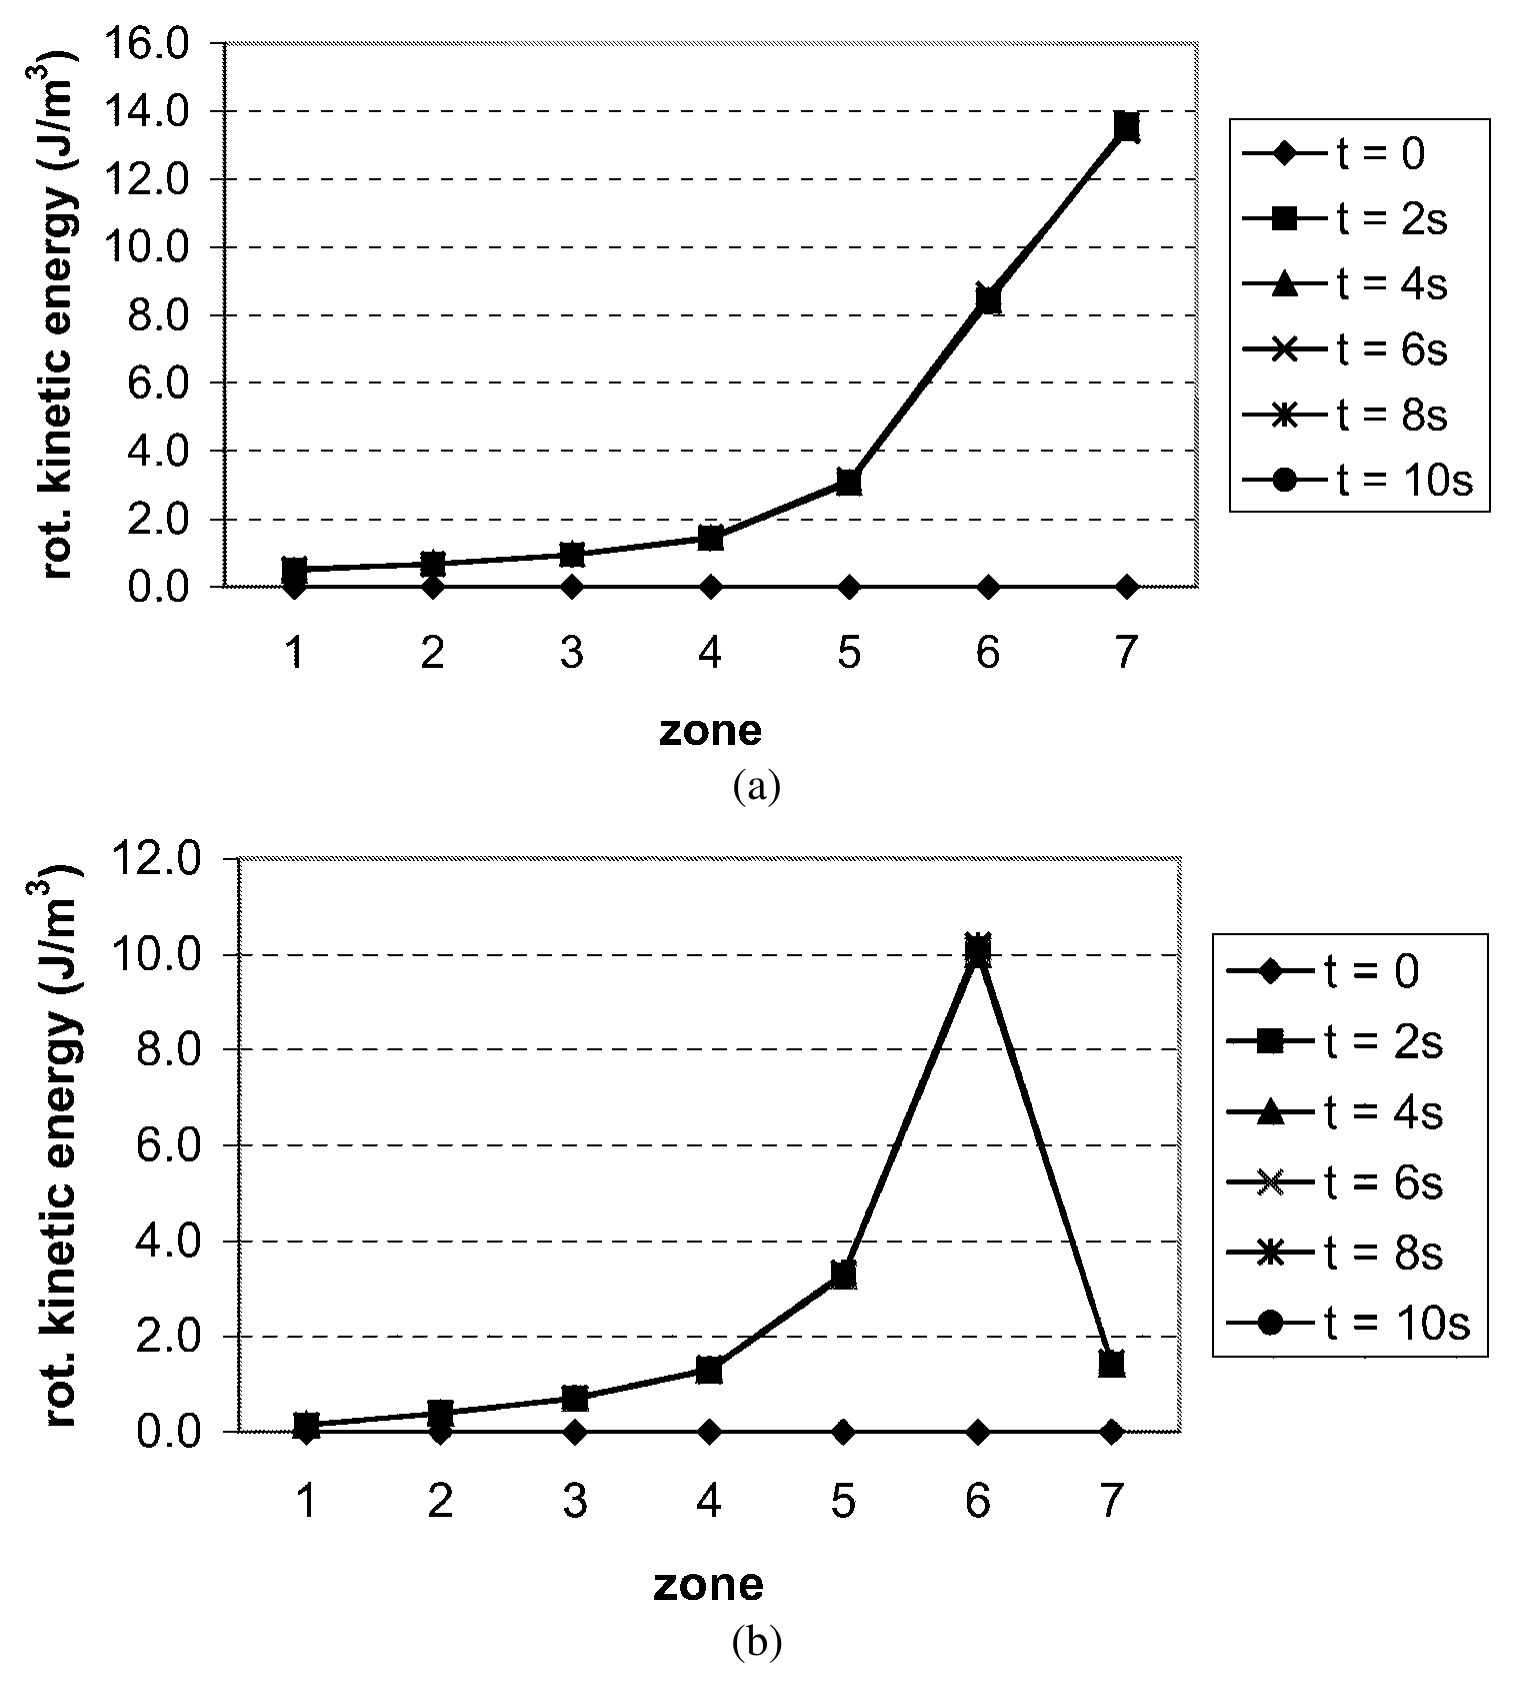 rot. kinetic energy (J/m³)
16.0
14.0
12.0
10.0
8.0
6.0
4.0
2.0
0.0
1 2 3 4 5 6 7
zone
t = 0
t = 2s
t = 4s
t = 6s
t = 8s
t = 10s
(a)
rot. kinetic energy (J/m³)
12.0
10.0
8.0
6.0
4.0
2.0
0.0
1 2 3 4 5 6 7
zone
t = 0
t = 2s
t = 4s
t = 6s
t = 8s
t = 10s
(b)